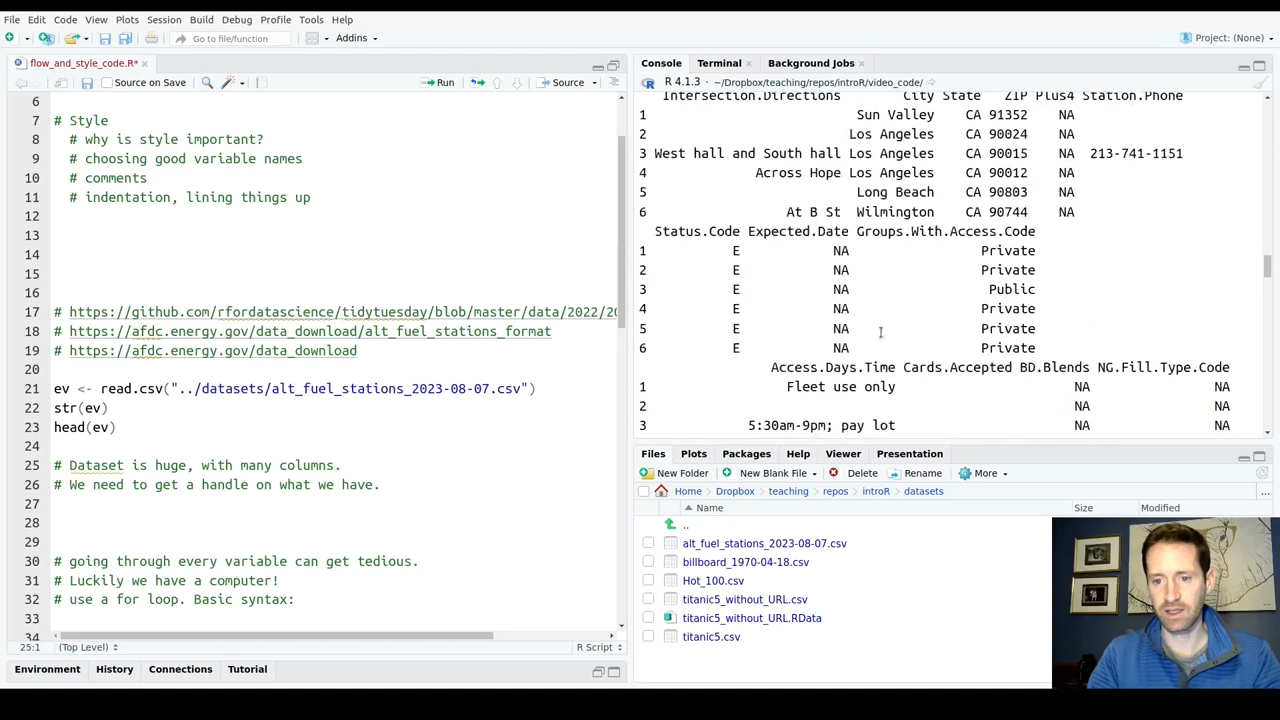 File Edit Code View Plots Session Build Debug Profile Tools Help
Go to file/function Addins Project: (None)
flow_and_style_code.R*
Source on Save Run Source
6
7 # Style
8 # why is style important?
9 # choosing good variable names
10 # comments
11 # indentation, lining things up
12
13
14
15
16
17 # https://github.com/rfordatascience/tidytuesday/blob/master/data/2022/20
18 # https://afdc.energy.gov/data_download/alt_fuel_stations_format
19 # https://afdc.energy.gov/data_download
20
21 ev <- read.csv("../datasets/alt_fuel_stations_2023-08-07.csv")
22 str(ev)
23 head(ev)
24
25 # Dataset is huge, with many columns.
26 # We need to get a handle on what we have.
27
28
29
30 # going through every variable can get tedious.
31 # Luckily we have a computer!
32 # use a for loop. Basic syntax:
33
34
25:1 (Top Level) R Script
Environment History Connections Tutorial
Console Terminal Background Jobs
R 4.1.3 · ~/Dropbox/teaching/repos/introR/video_code/
Intersection.Directions City State ZIP Plus4 Station.Phone
1 Sun Valley CA 91352 NA
2 Los Angeles CA 90024 NA
3 West hall and South hall Los Angeles CA 90015 NA 213-741-1151
4 Across Hope Los Angeles CA 90012 NA
5 Long Beach CA 90803 NA
6 At B St Wilmington CA 90744 NA
Status.Code Expected.Date Groups.With.Access.Code
1 E NA Private
2 E NA Private
3 E NA Public
4 E NA Private
5 E NA Private
6 E NA Private
Access.Days.Time Cards.Accepted BD.Blends NG.Fill.Type.Code
1 Fleet use only NA NA
2 NA NA
3 5:30am-9pm; pay lot NA NA
Files Plots Packages Help Viewer Presentation
New Folder New Blank File Delete Rename More
Home Dropbox teaching repos introR datasets ...
Name Size Modified
..
alt_fuel_stations_2023-08-07.csv
billboard_1970-04-18.csv
Hot_100.csv
titanic5_without_URL.csv
titanic5_without_URL.RData
titanic5.csv